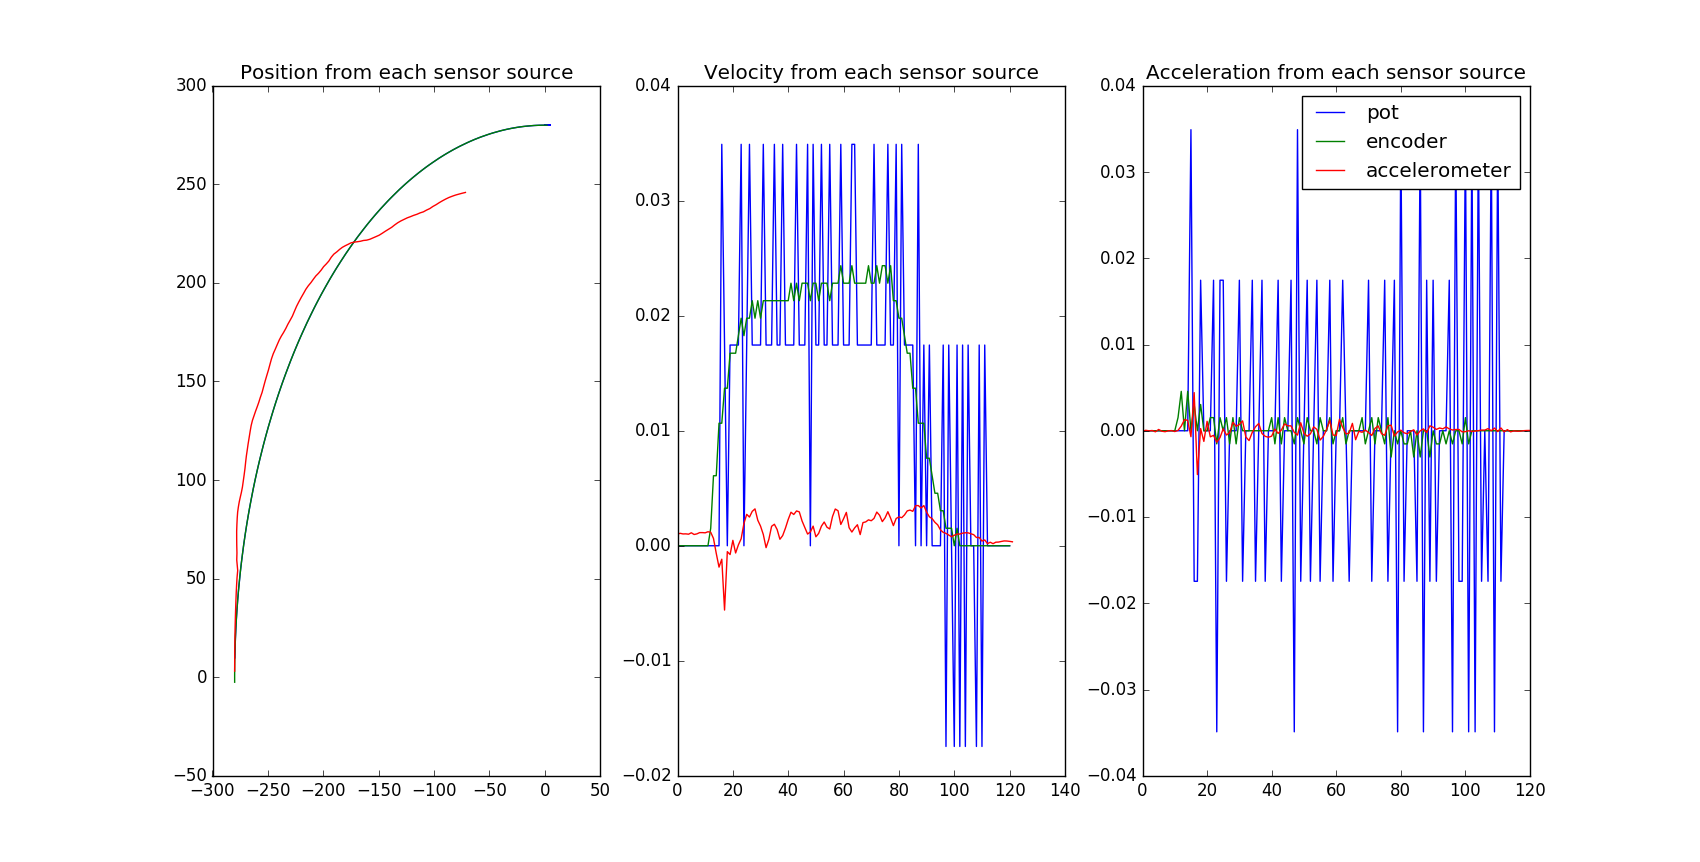 Position from each sensor source
300
250
200
150
100
50
0
−50
−300 −250 −200 −150 −100 −50 0 50
Velocity from each sensor source
0.04
0.03
0.02
0.01
0.00
−0.01
−0.02
0 20 40 60 80 100 120 140
Acceleration from each sensor source
0.04
0.03
0.02
0.01
0.00
−0.01
−0.02
−0.03
−0.04
0 20 40 60 80 100 120
pot
encoder
accelerometer